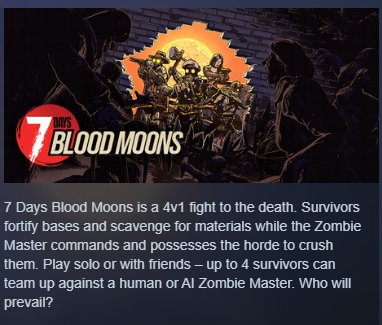 7 DAYS
BLOOD MOONS
7 Days Blood Moons is a 4v1 fight to the death. Survivors
fortify bases and scavenge for materials while the Zombie
Master commands and possesses the horde to crush
them. Play solo or with friends – up to 4 survivors can
team up against a human or AI Zombie Master. Who will
prevail?